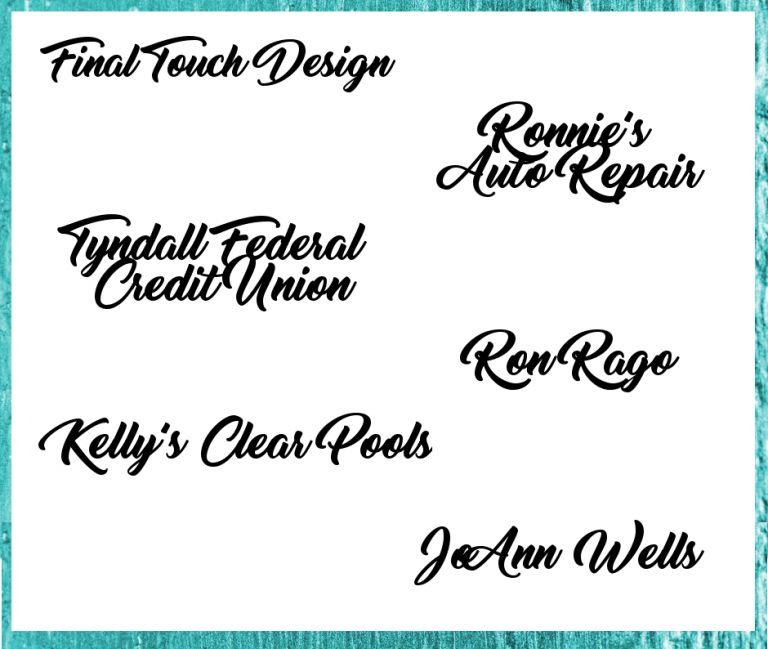 Final Touch Design
Ronnie's
Auto Repair
Tyndall Federal
Credit Union
Ron Rago
Kelly's Clear Pools
JoAnn Wells